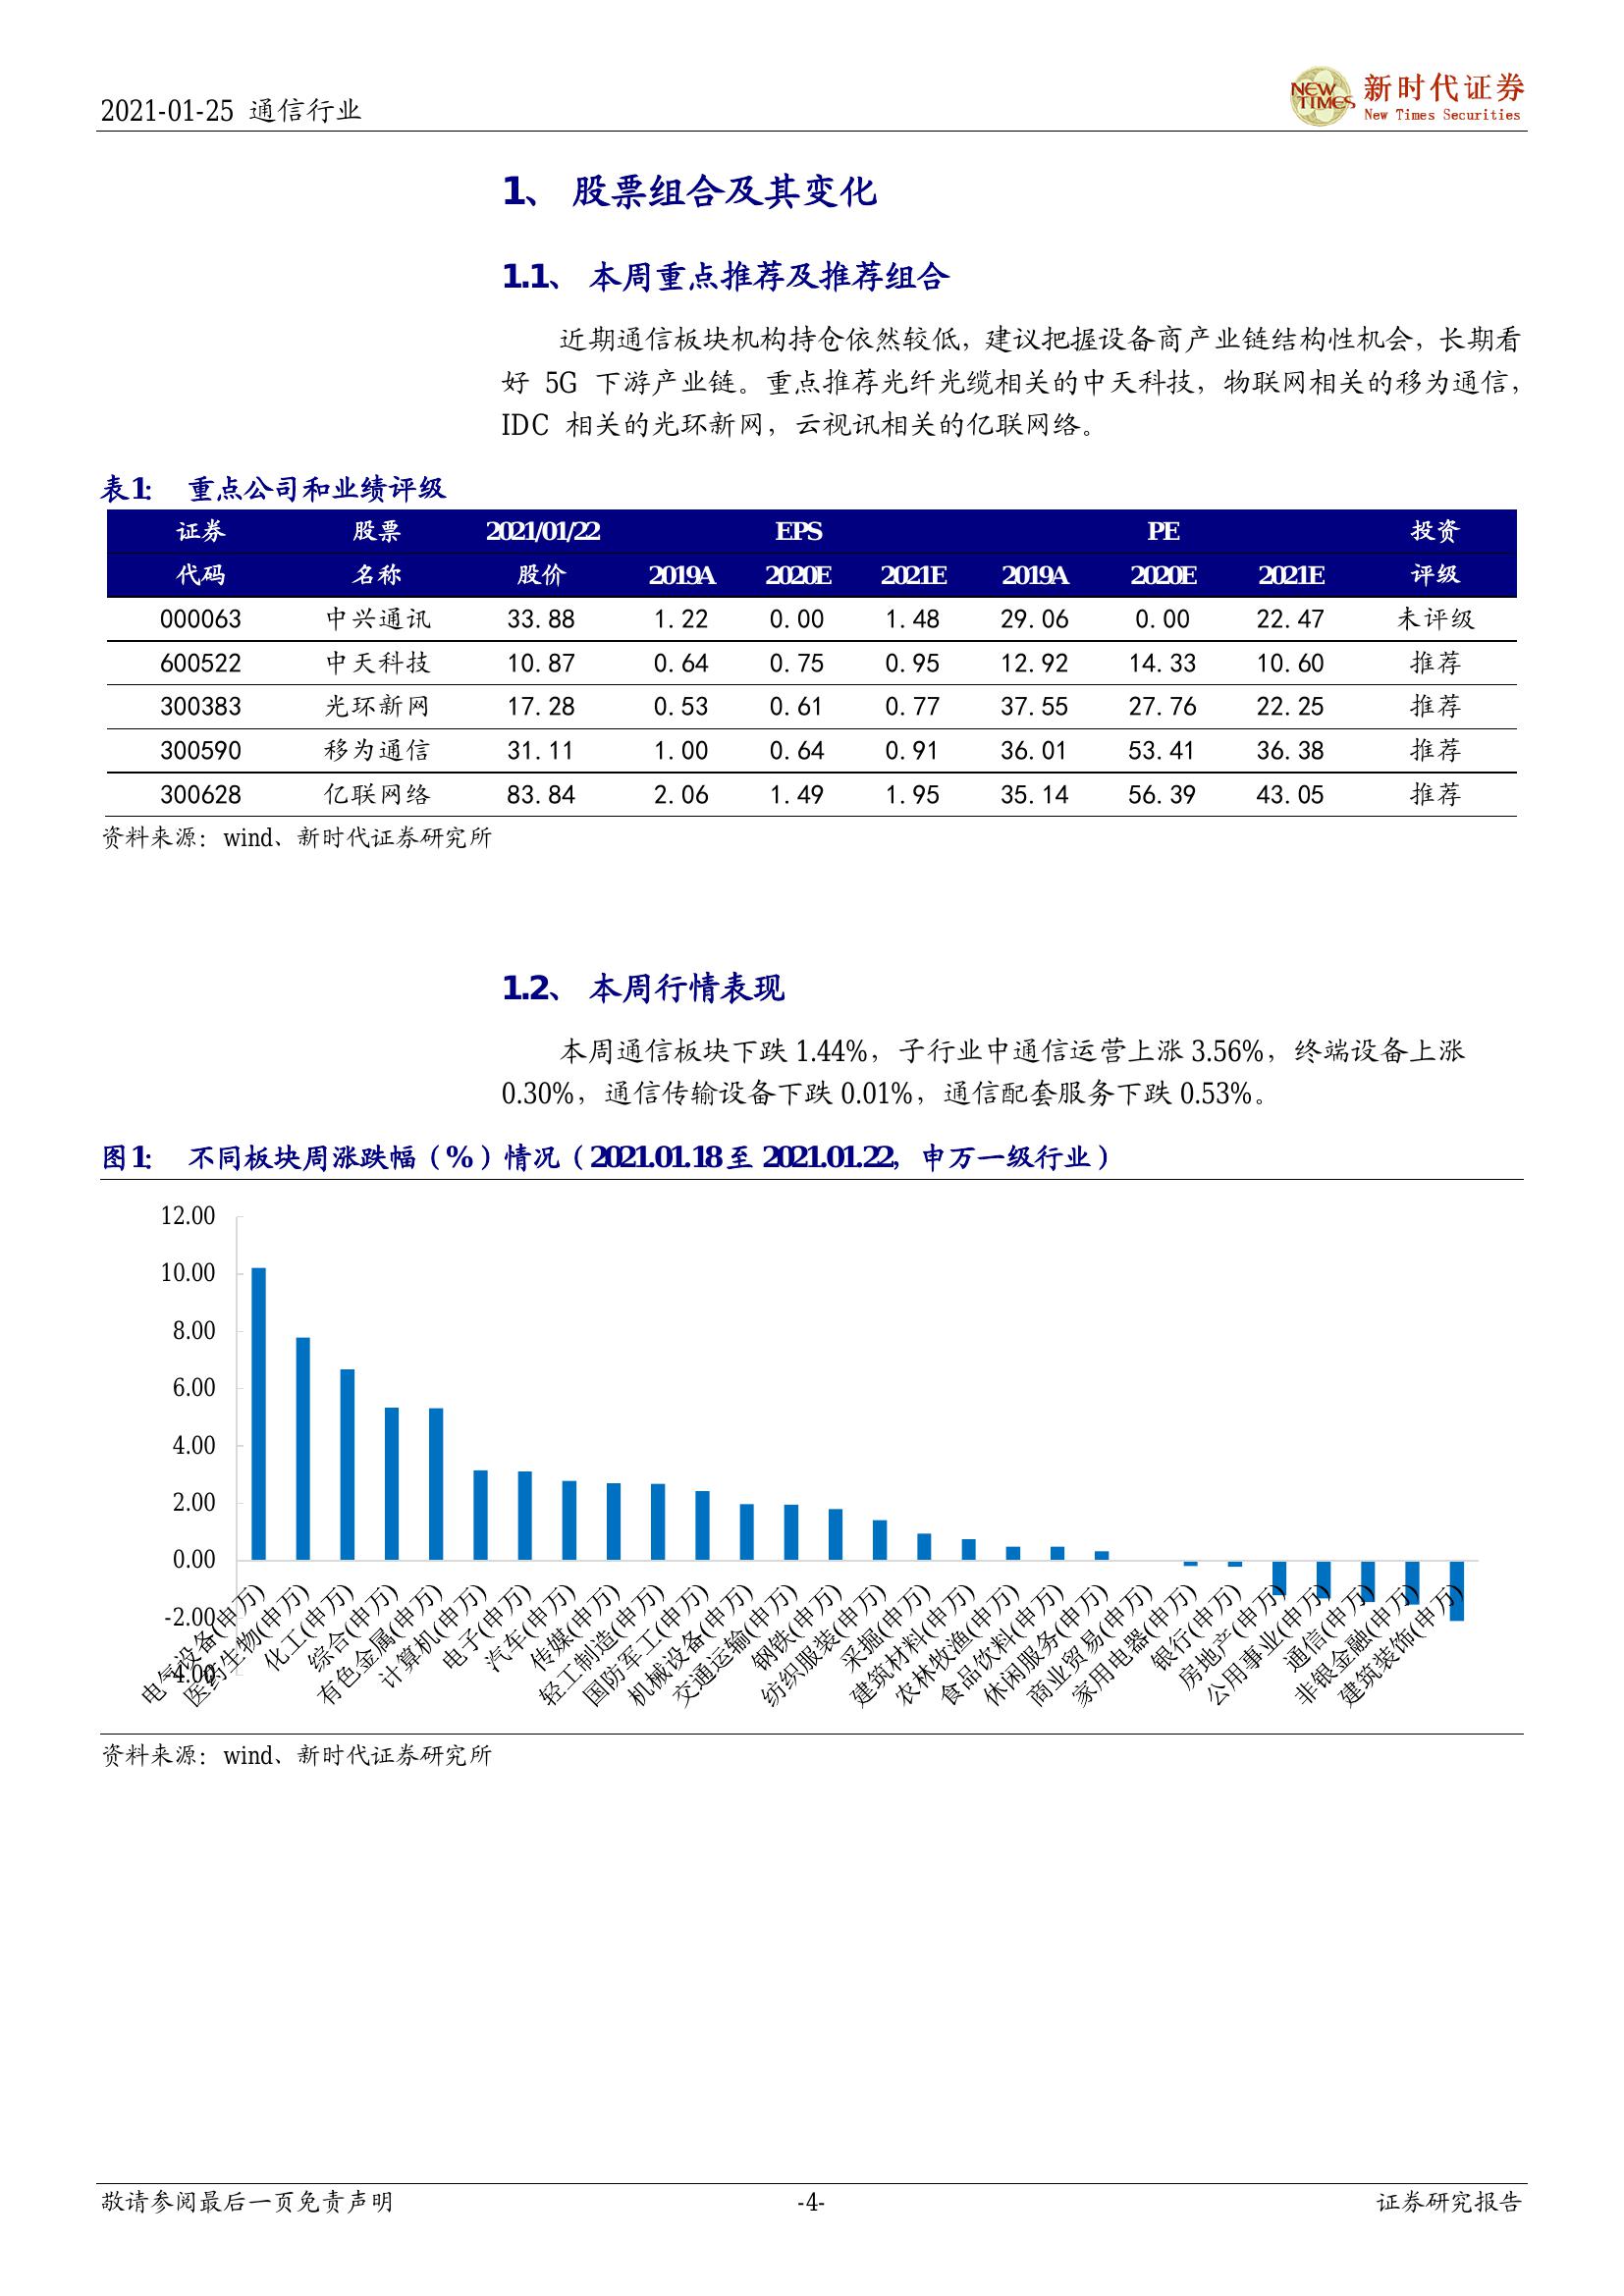 2021-01-25 通信行业
NEW TIMES 新时代证券
New Times Securities
1、 股票组合及其变化
1.1、 本周重点推荐及推荐组合
近期通信板块机构持仓依然较低，建议把握设备商产业链结构性机会，长期看
好 5G 下游产业链。重点推荐光纤光缆相关的中天科技，物联网相关的移为通信，
IDC 相关的光环新网，云视讯相关的亿联网络。
表1： 重点公司和业绩评级
证券 股票 2021/01/22 EPS PE 投资
代码 名称 股价 2019A 2020E 2021E 2019A 2020E 2021E 评级
000063 中兴通讯 33.88 1.22 0.00 1.48 29.06 0.00 22.47 未评级
600522 中天科技 10.87 0.64 0.75 0.95 12.92 14.33 10.60 推荐
300383 光环新网 17.28 0.53 0.61 0.77 37.55 27.76 22.25 推荐
300590 移为通信 31.11 1.00 0.64 0.91 36.01 53.41 36.38 推荐
300628 亿联网络 83.84 2.06 1.49 1.95 35.14 56.39 43.05 推荐
资料来源：wind、新时代证券研究所
1.2、 本周行情表现
本周通信板块下跌 1.44%，子行业中通信运营上涨 3.56%，终端设备上涨
0.30%，通信传输设备下跌 0.01%，通信配套服务下跌 0.53%。
图1： 不同板块周涨跌幅（%）情况（2021.01.18 至 2021.01.22，申万一级行业）
12.00
10.00
8.00
6.00
4.00
2.00
0.00
-2.00
-4.00
电气设备(申万)
医药生物(申万)
化工(申万)
综合(申万)
有色金属(申万)
计算机(申万)
电子(申万)
汽车(申万)
传媒(申万)
轻工制造(申万)
国防军工(申万)
机械设备(申万)
交通运输(申万)
钢铁(申万)
纺织服装(申万)
采掘(申万)
建筑材料(申万)
农林牧渔(申万)
食品饮料(申万)
休闲服务(申万)
商业贸易(申万)
家用电器(申万)
银行(申万)
房地产(申万)
公用事业(申万)
通信(申万)
非银金融(申万)
建筑装饰(申万)
资料来源：wind、新时代证券研究所
敬请参阅最后一页免责声明 -4- 证券研究报告